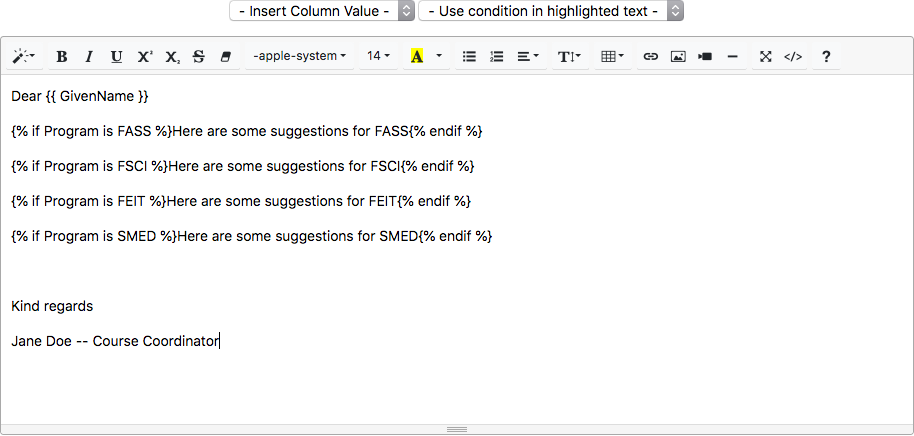 - Insert Column Value - - Use condition in highlighted text -
B I U X² X₂ S -apple-system 14 A T </> ?
Dear {{ GivenName }}
{% if Program is FASS %}Here are some suggestions for FASS{% endif %}
{% if Program is FSCI %}Here are some suggestions for FSCI{% endif %}
{% if Program is FEIT %}Here are some suggestions for FEIT{% endif %}
{% if Program is SMED %}Here are some suggestions for SMED{% endif %}
Kind regards
Jane Doe -- Course Coordinator